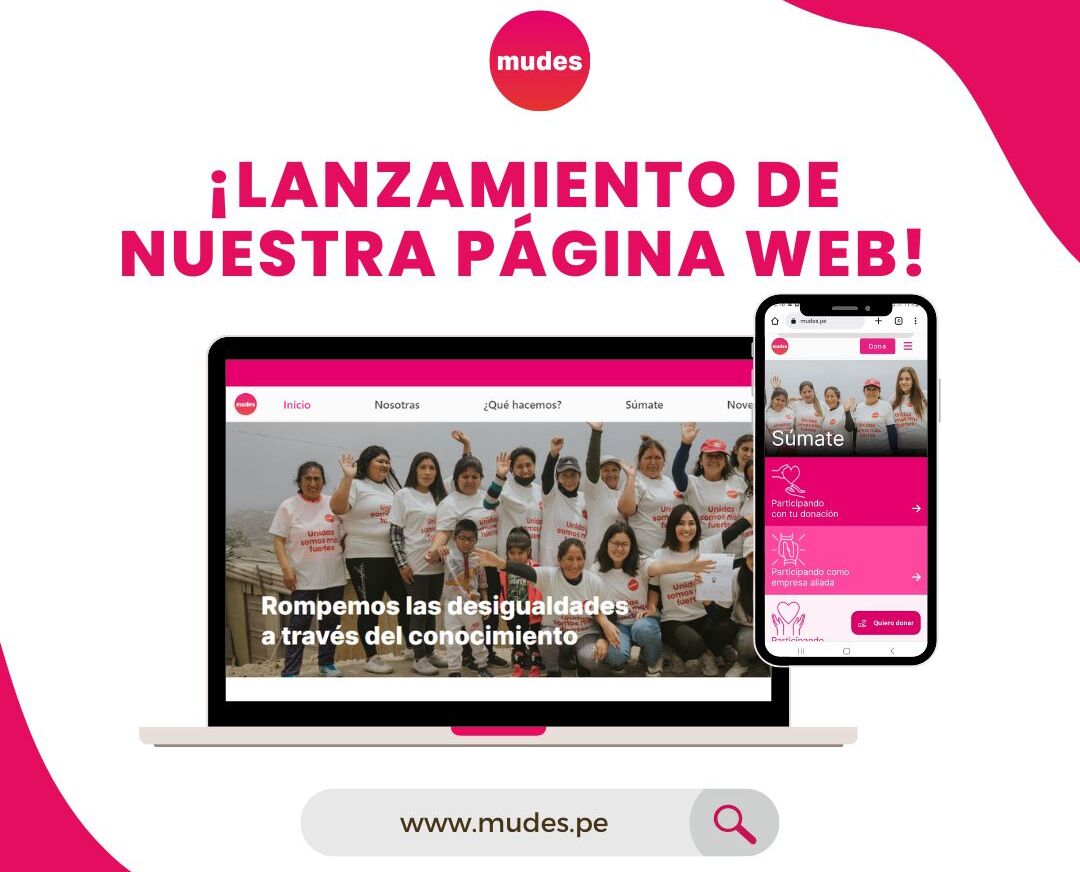 mudes
¡LANZAMIENTO DE
NUESTRA PÁGINA WEB!
mudes
Inicio
Nosotras
¿Qué hacemos?
Súmate
Nove
Unidas
somos más
fuertes
Rompemos las desigualdades
a través del conocimiento
mudes.pe
mudes
Dona
Súmate
Participando
con tu donación
Participando como
empresa aliada
Participando
Quiero donar
www.mudes.pe